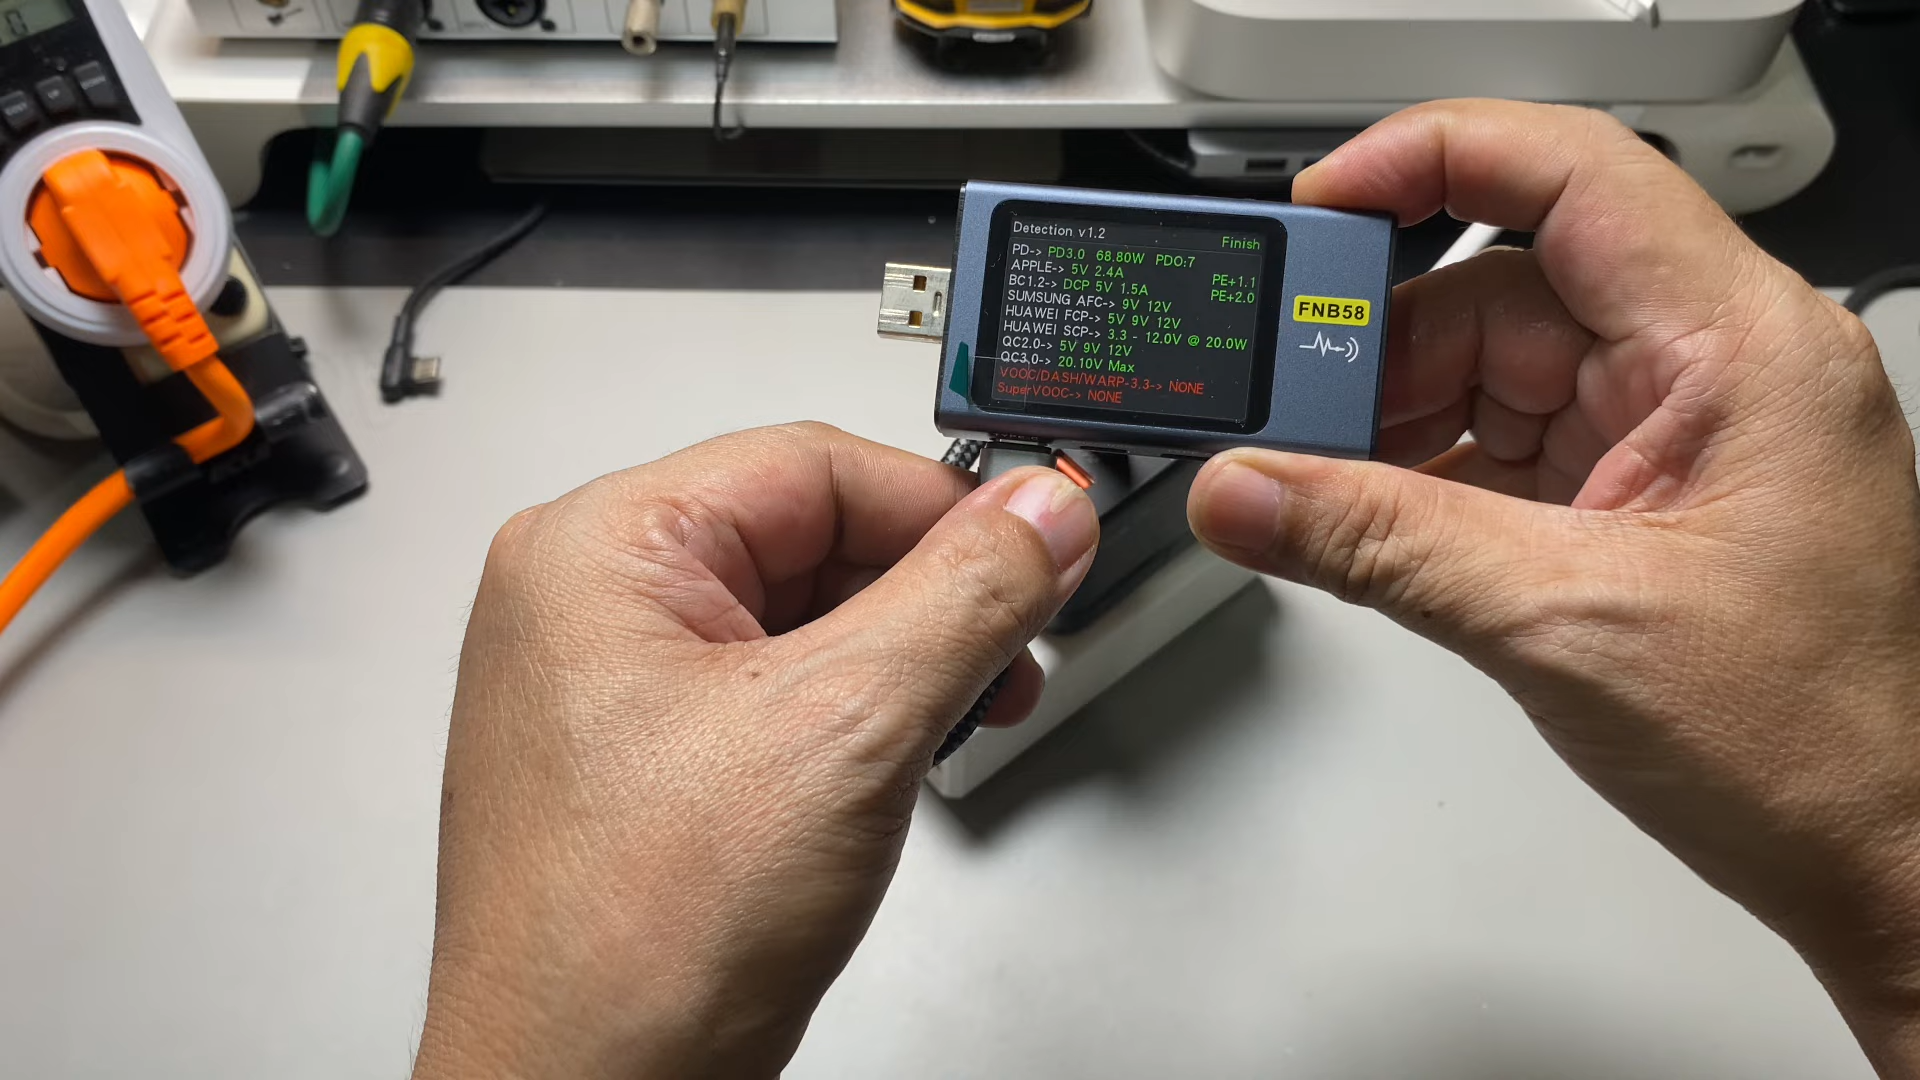 Detection v1.2
Finish
PD-> PD3.0 68.80W PDO:7
APPLE-> 5V 2.4A
PE+1.1
BC1.2-> DCP 5V 1.5A
PE+2.0
SUMSUNG AFC-> 9V 12V
HUAWEI FCP-> 5V 9V 12V
HUAWEI SCP-> 3.3 - 12.0V @ 20.0W
QC2.0-> 5V 9V 12V
QC3.0-> 20.10V Max
VOOC/DASH/WARP-3.3-> NONE
SuperVOOC-> NONE
FNB58
UP